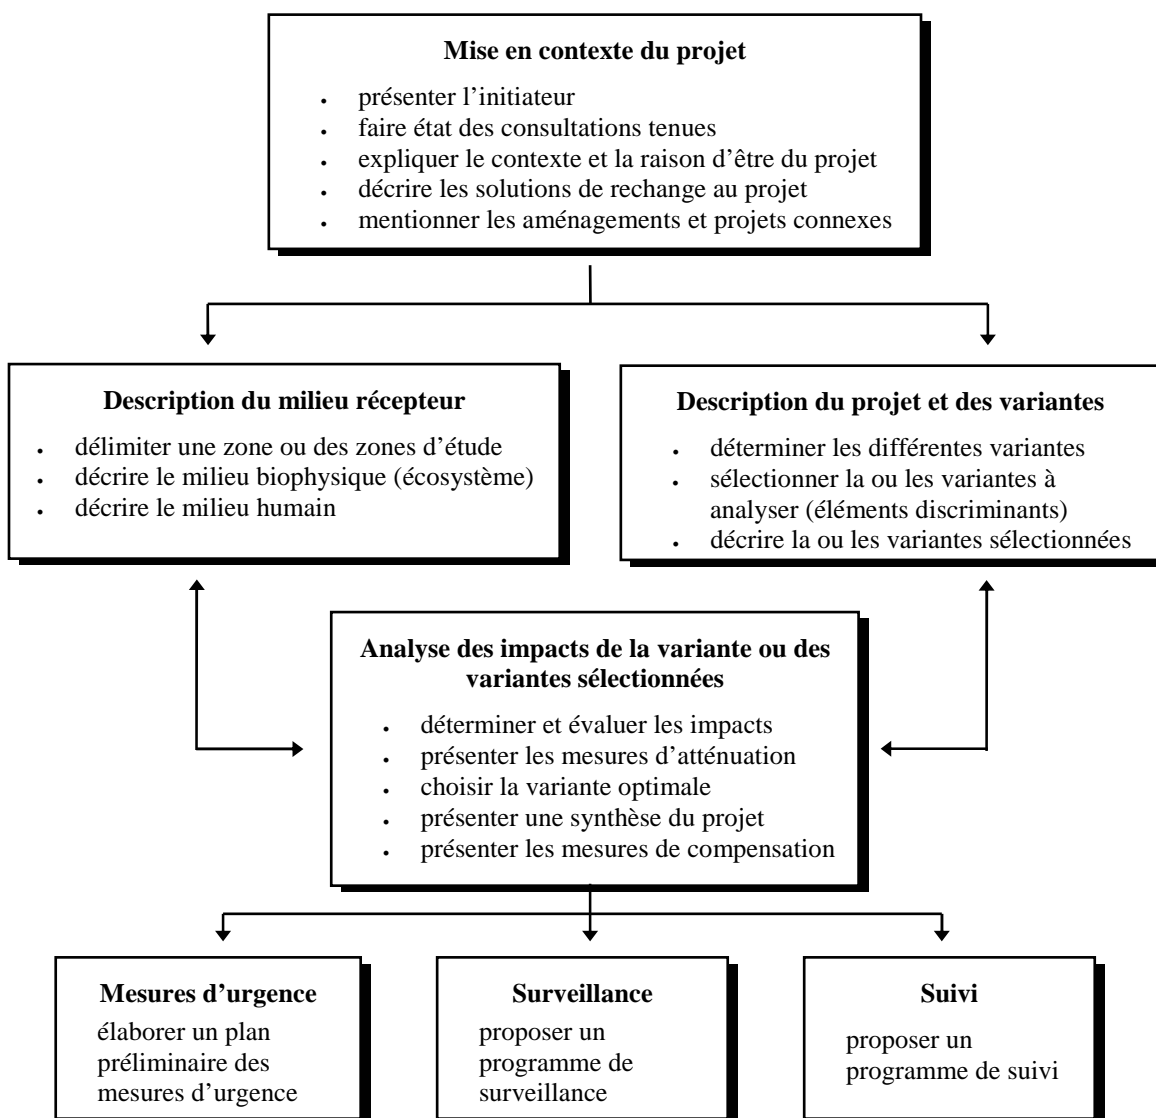 Mise en contexte du projet
• présenter l’initiateur
• faire état des consultations tenues
• expliquer le contexte et la raison d’être du projet
• décrire les solutions de rechange au projet
• mentionner les aménagements et projets connexes
Description du milieu récepteur
• délimiter une zone ou des zones d’étude
• décrire le milieu biophysique (écosystème)
• décrire le milieu humain
Description du projet et des variantes
• déterminer les différentes variantes
• sélectionner la ou les variantes à
analyser (éléments discriminants)
• décrire la ou les variantes sélectionnées
Analyse des impacts de la variante ou des
variantes sélectionnées
• déterminer et évaluer les impacts
• présenter les mesures d’atténuation
• choisir la variante optimale
• présenter une synthèse du projet
• présenter les mesures de compensation
Mesures d’urgence
élaborer un plan
préliminaire des
mesures d’urgence
Surveillance
proposer un
programme de
surveillance
Suivi
proposer un
programme de suivi